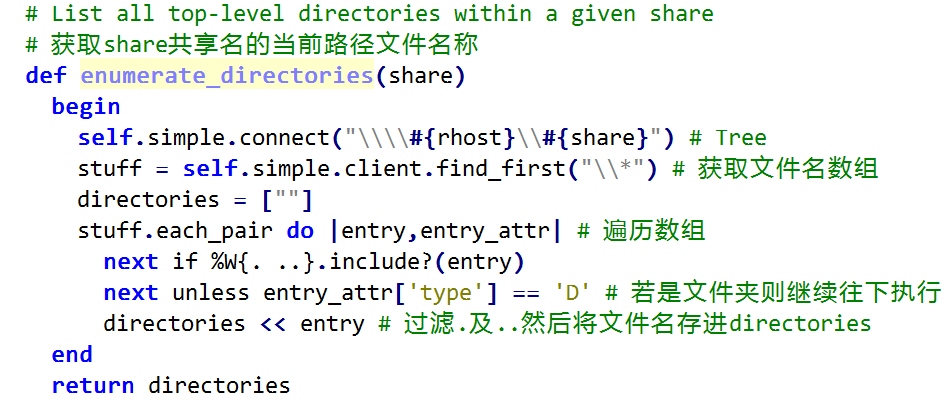 # List all top-level directories within a given share
# 获取share共享名的当前路径文件名称
def enumerate_directories(share)
begin
self.simple.connect("\\\\#{rhost}\\#{share}") # Tree
stuff = self.simple.client.find_first("\\*") # 获取文件名数组
directories = [""]
stuff.each_pair do |entry,entry_attr| # 遍历数组
next if %W{. ..}.include?(entry)
next unless entry_attr['type'] == 'D' # 若是文件夹则继续往下执行
directories << entry # 过滤.及..然后将文件名存进directories
end
return directories